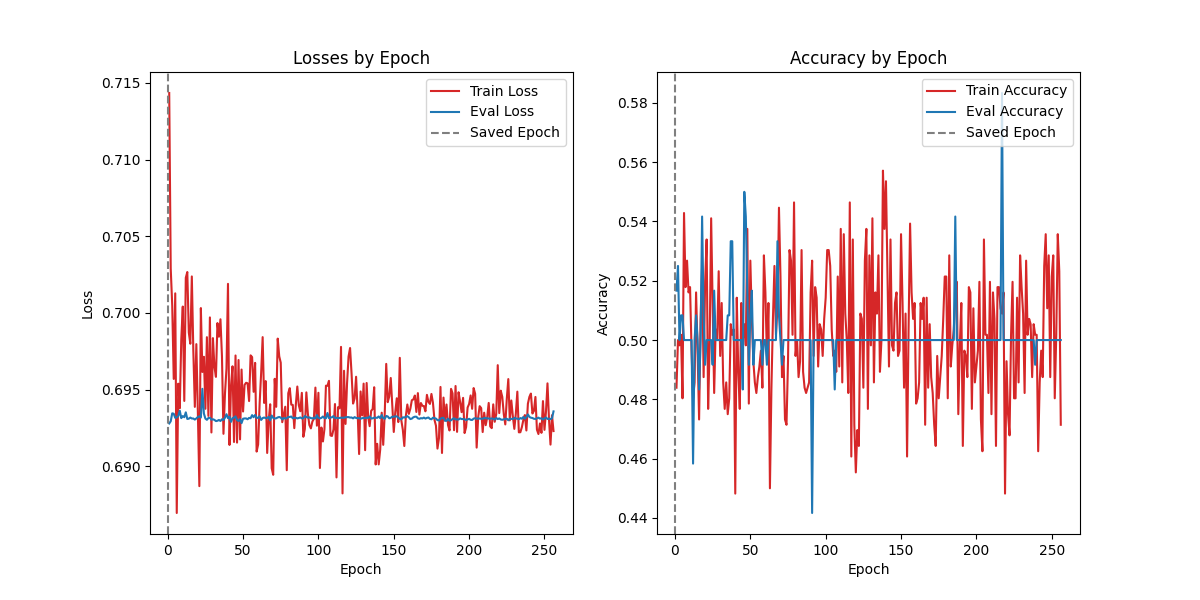 Losses by Epoch
0.715
0.710
0.705
0.700
0.695
0.690
Loss
0
50
100
150
200
250
Epoch
Train Loss
Eval Loss
Saved Epoch
Accuracy by Epoch
0.58
0.56
0.54
0.52
0.50
0.48
0.46
0.44
Accuracy
0
50
100
150
200
250
Epoch
Train Accuracy
Eval Accuracy
Saved Epoch